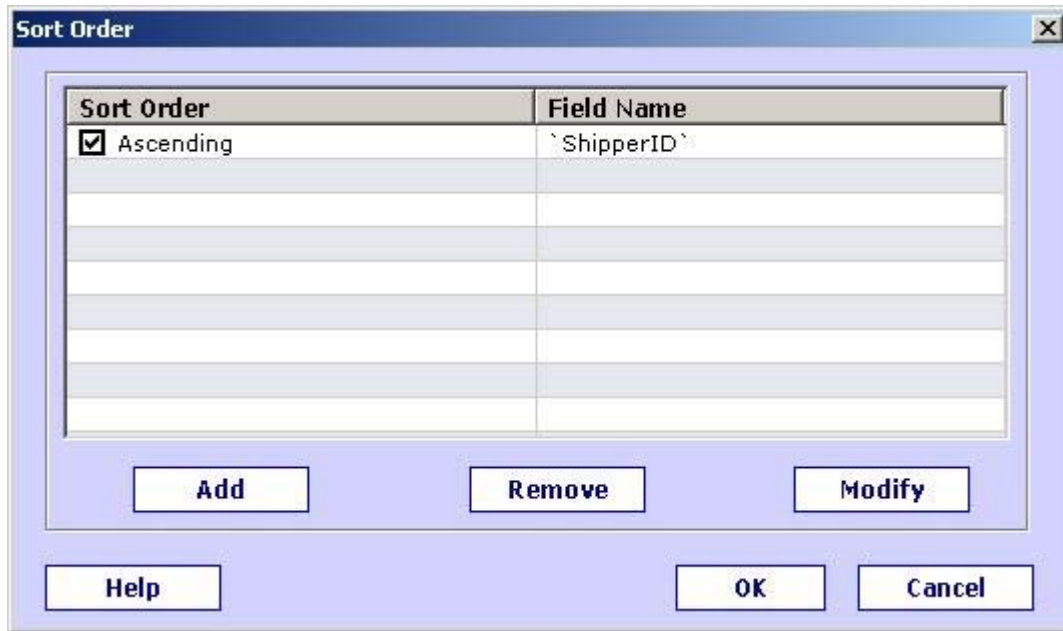 Sort Order
Sort Order Field Name
Ascending `ShipperID`
Add Remove Modify
Help OK Cancel